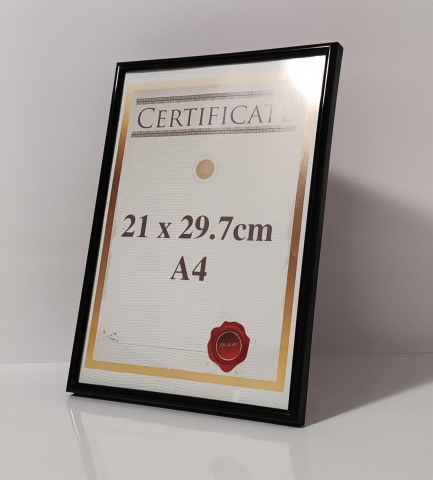 CERTIFICATE
21 x 29.7cm
A4